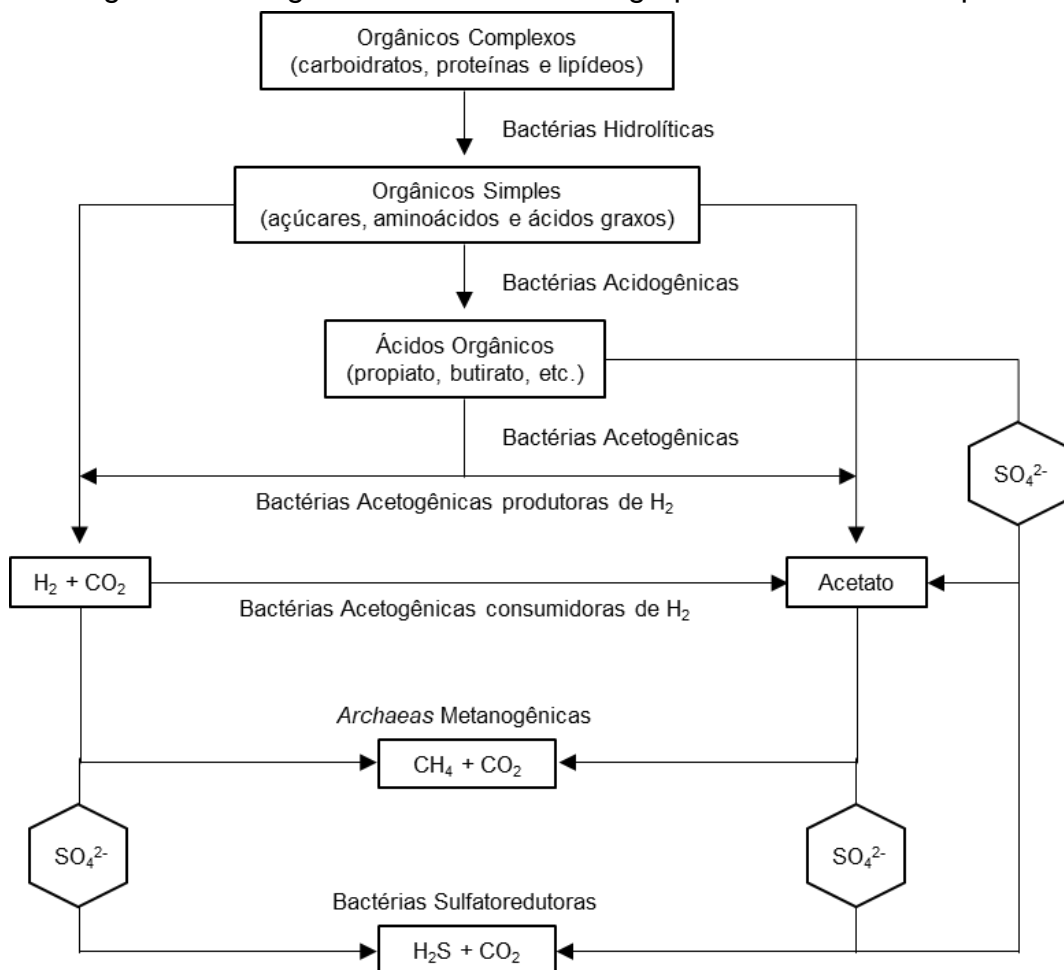 Orgânicos Complexos
(carboidratos, proteínas e lipídeos)
Bactérias Hidrolíticas
Orgânicos Simples
(açúcares, aminoácidos e ácidos graxos)
Bactérias Acidogênicas
Ácidos Orgânicos
(propiato, butirato, etc.)
Bactérias Acetogênicas
SO₄²⁻
Bactérias Acetogênicas produtoras de H₂
H₂ + CO₂
Acetato
Bactérias Acetogênicas consumidoras de H₂
Archaeas Metanogênicas
CH₄ + CO₂
SO₄²⁻
SO₄²⁻
Bactérias Sulfatoredutoras
H₂S + CO₂